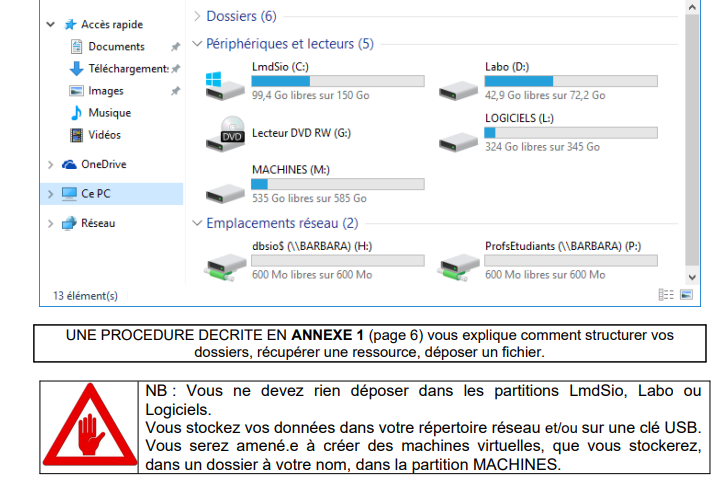 Accès rapide
Documents
Téléchargement
Images
Musique
Vidéos
OneDrive
Ce PC
Réseau
13 élément(s)
Dossiers (6)
Périphériques et lecteurs (5)
LmdSio (C:)
99,4 Go libres sur 150 Go
Labo (D:)
42,9 Go libres sur 72,2 Go
DVD
Lecteur DVD RW (G:)
LOGICIELS (L:)
324 Go libres sur 345 Go
MACHINES (M:)
535 Go libres sur 585 Go
Emplacements réseau (2)
dbsio$ (\\BARBARA) (H:)
600 Mo libres sur 600 Mo
ProfsEtudiants (\\BARBARA) (P:)
600 Mo libres sur 600 Mo
UNE PROCEDURE DECRITE EN ANNEXE 1 (page 6) vous explique comment structurer vos
dossiers, récupérer une ressource, déposer un fichier.
NB : Vous ne devez rien déposer dans les partitions LmdSio, Labo ou
Logiciels.
Vous stockez vos données dans votre répertoire réseau et/ou sur une clé USB.
Vous serez amené.e à créer des machines virtuelles, que vous stockerez,
dans un dossier à votre nom, dans la partition MACHINES.